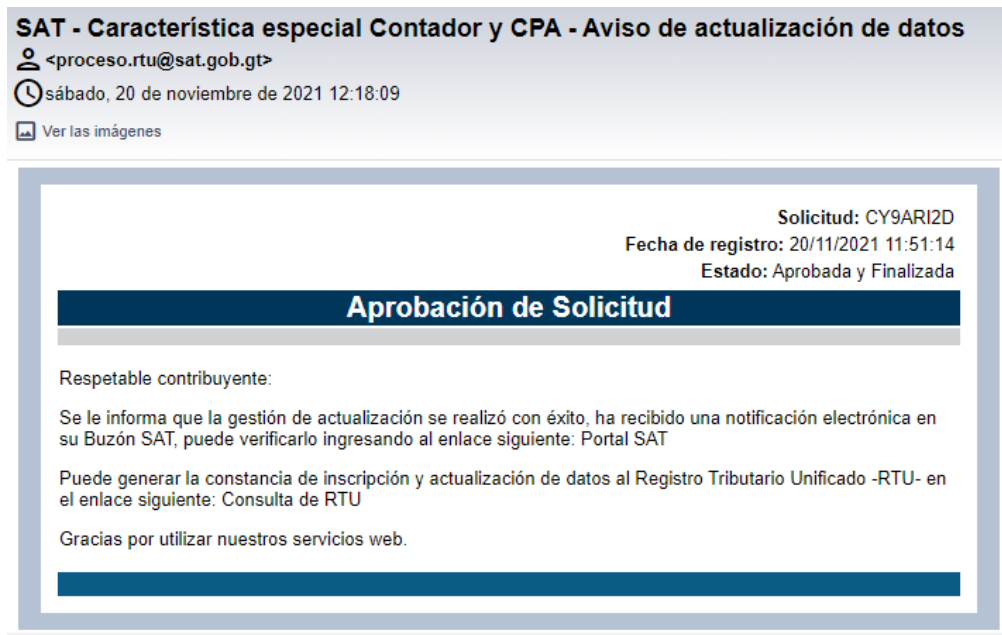 SAT - Característica especial Contador y CPA - Aviso de actualización de datos
<proceso.rtu@sat.gob.gt>
sábado, 20 de noviembre de 2021 12:18:09
Ver las imágenes
Solicitud: CY9ARI2D
Fecha de registro: 20/11/2021 11:51:14
Estado: Aprobada y Finalizada
Aprobación de Solicitud
Respetable contribuyente:
Se le informa que la gestión de actualización se realizó con éxito, ha recibido una notificación electrónica en
su Buzón SAT, puede verificarlo ingresando al enlace siguiente: Portal SAT
Puede generar la constancia de inscripción y actualización de datos al Registro Tributario Unificado -RTU- en
el enlace siguiente: Consulta de RTU
Gracias por utilizar nuestros servicios web.